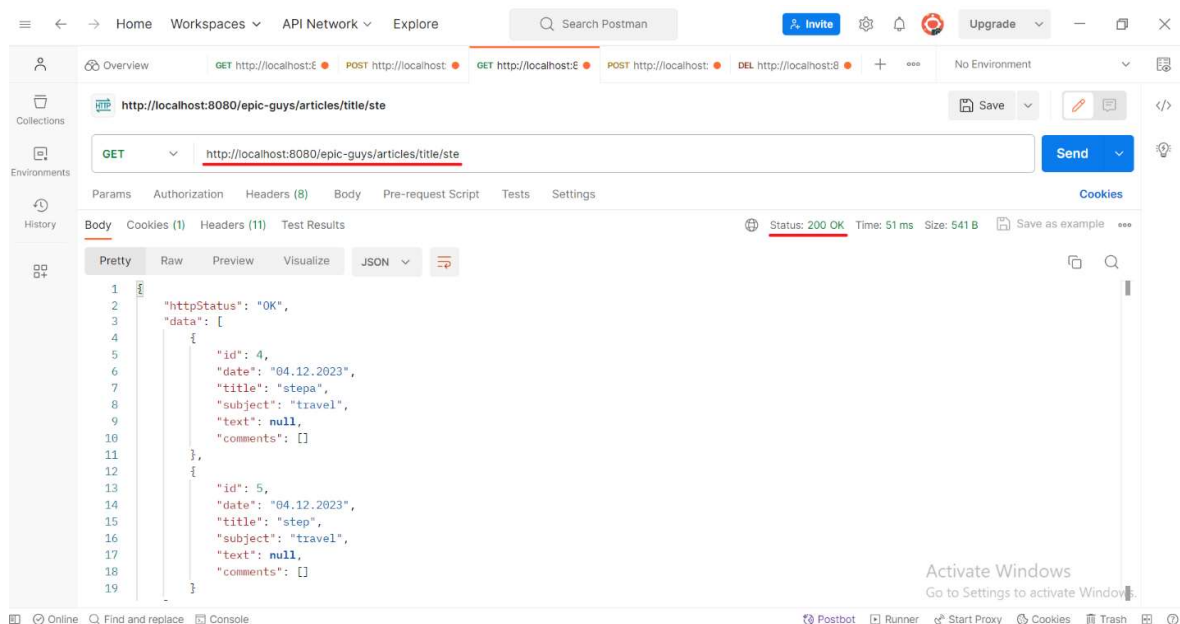 Home Workspaces API Network Explore Search Postman Invite Upgrade
Overview GET http://localhost:8 POST http://localhost: GET http://localhost:8 POST http://localhost: DEL http://localhost:8 + No Environment
HTTP http://localhost:8080/epic-guys/articles/title/ste Save
Collections
GET http://localhost:8080/epic-guys/articles/title/ste Send
Environments
Params Authorization Headers (8) Body Pre-request Script Tests Settings Cookies
History
Body Cookies (1) Headers (11) Test Results Status: 200 OK Time: 51 ms Size: 541 B Save as example
Pretty Raw Preview Visualize JSON
1 {
2 "httpStatus": "OK",
3 "data": [
4 {
5 "id": 4,
6 "date": "04.12.2023",
7 "title": "stepa",
8 "subject": "travel",
9 "text": null,
10 "comments": []
11 },
12 {
13 "id": 5,
14 "date": "04.12.2023",
15 "title": "step",
16 "subject": "travel",
17 "text": null,
18 "comments": []
19 }
Activate Windows
Go to Settings to activate Windows.
Online Find and replace Console Postbot Runner Start Proxy Cookies Trash